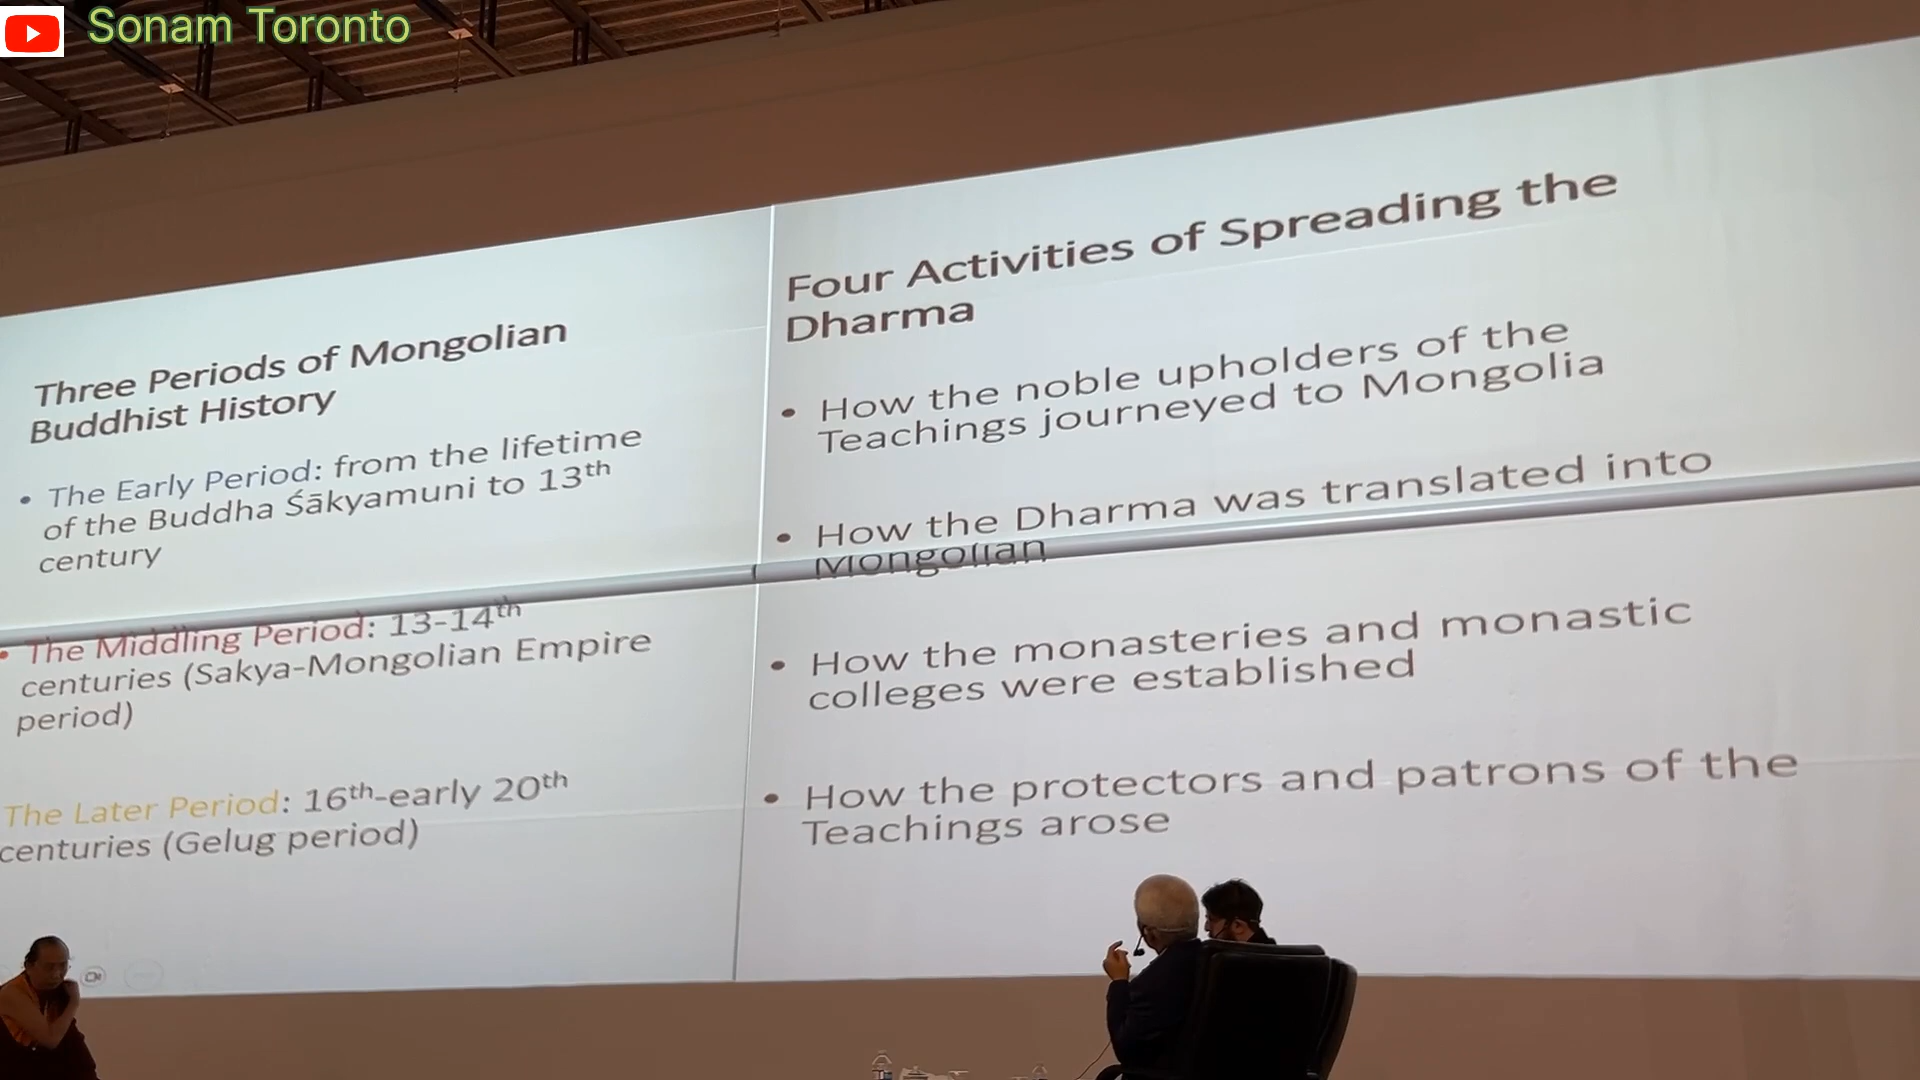 Sonam Toronto
Three Periods of Mongolian
Buddhist History
• The Early Period: from the lifetime
of the Buddha Śākyamuni to 13th
century
• The Middling Period: 13-14th
centuries (Sakya-Mongolian Empire
period)
The Later Period: 16th-early 20th
centuries (Gelug period)
Four Activities of Spreading the
Dharma
• How the noble upholders of the
Teachings journeyed to Mongolia
• How the Dharma was translated into
Mongolian
• How the monasteries and monastic
colleges were established
• How the protectors and patrons of the
Teachings arose